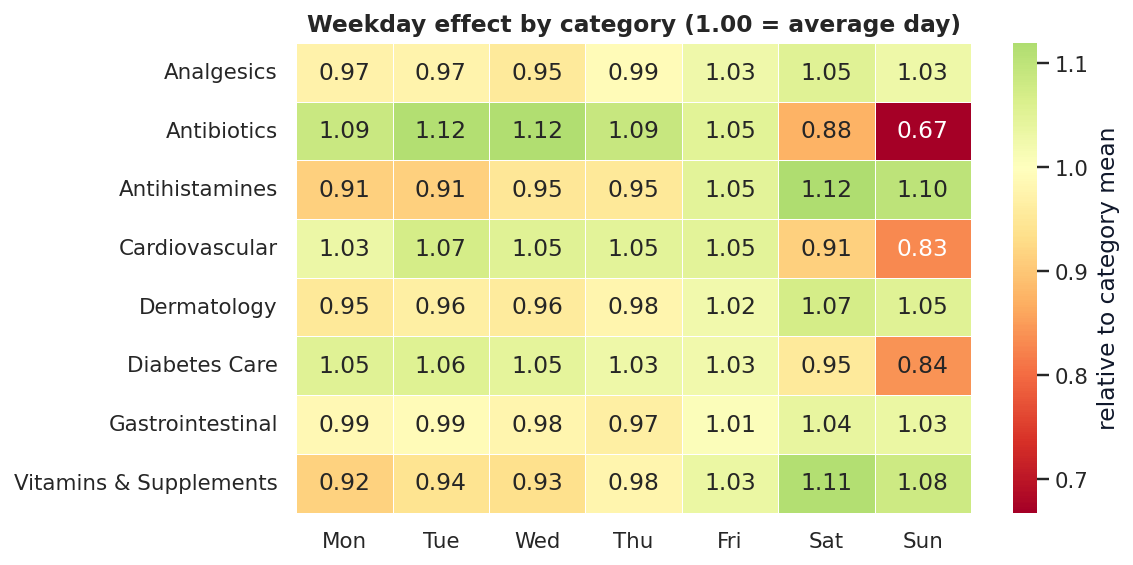 Weekday effect by category (1.00 = average day)
Analgesics 0.97 0.97 0.95 0.99 1.03 1.05 1.03
Antibiotics 1.09 1.12 1.12 1.09 1.05 0.88 0.67
Antihistamines 0.91 0.91 0.95 0.95 1.05 1.12 1.10
Cardiovascular 1.03 1.07 1.05 1.05 1.05 0.91 0.83
Dermatology 0.95 0.96 0.96 0.98 1.02 1.07 1.05
Diabetes Care 1.05 1.06 1.05 1.03 1.03 0.95 0.84
Gastrointestinal 0.99 0.99 0.98 0.97 1.01 1.04 1.03
Vitamins & Supplements 0.92 0.94 0.93 0.98 1.03 1.11 1.08
Mon Tue Wed Thu Fri Sat Sun
1.1
1.0
0.9
0.8
0.7
relative to category mean